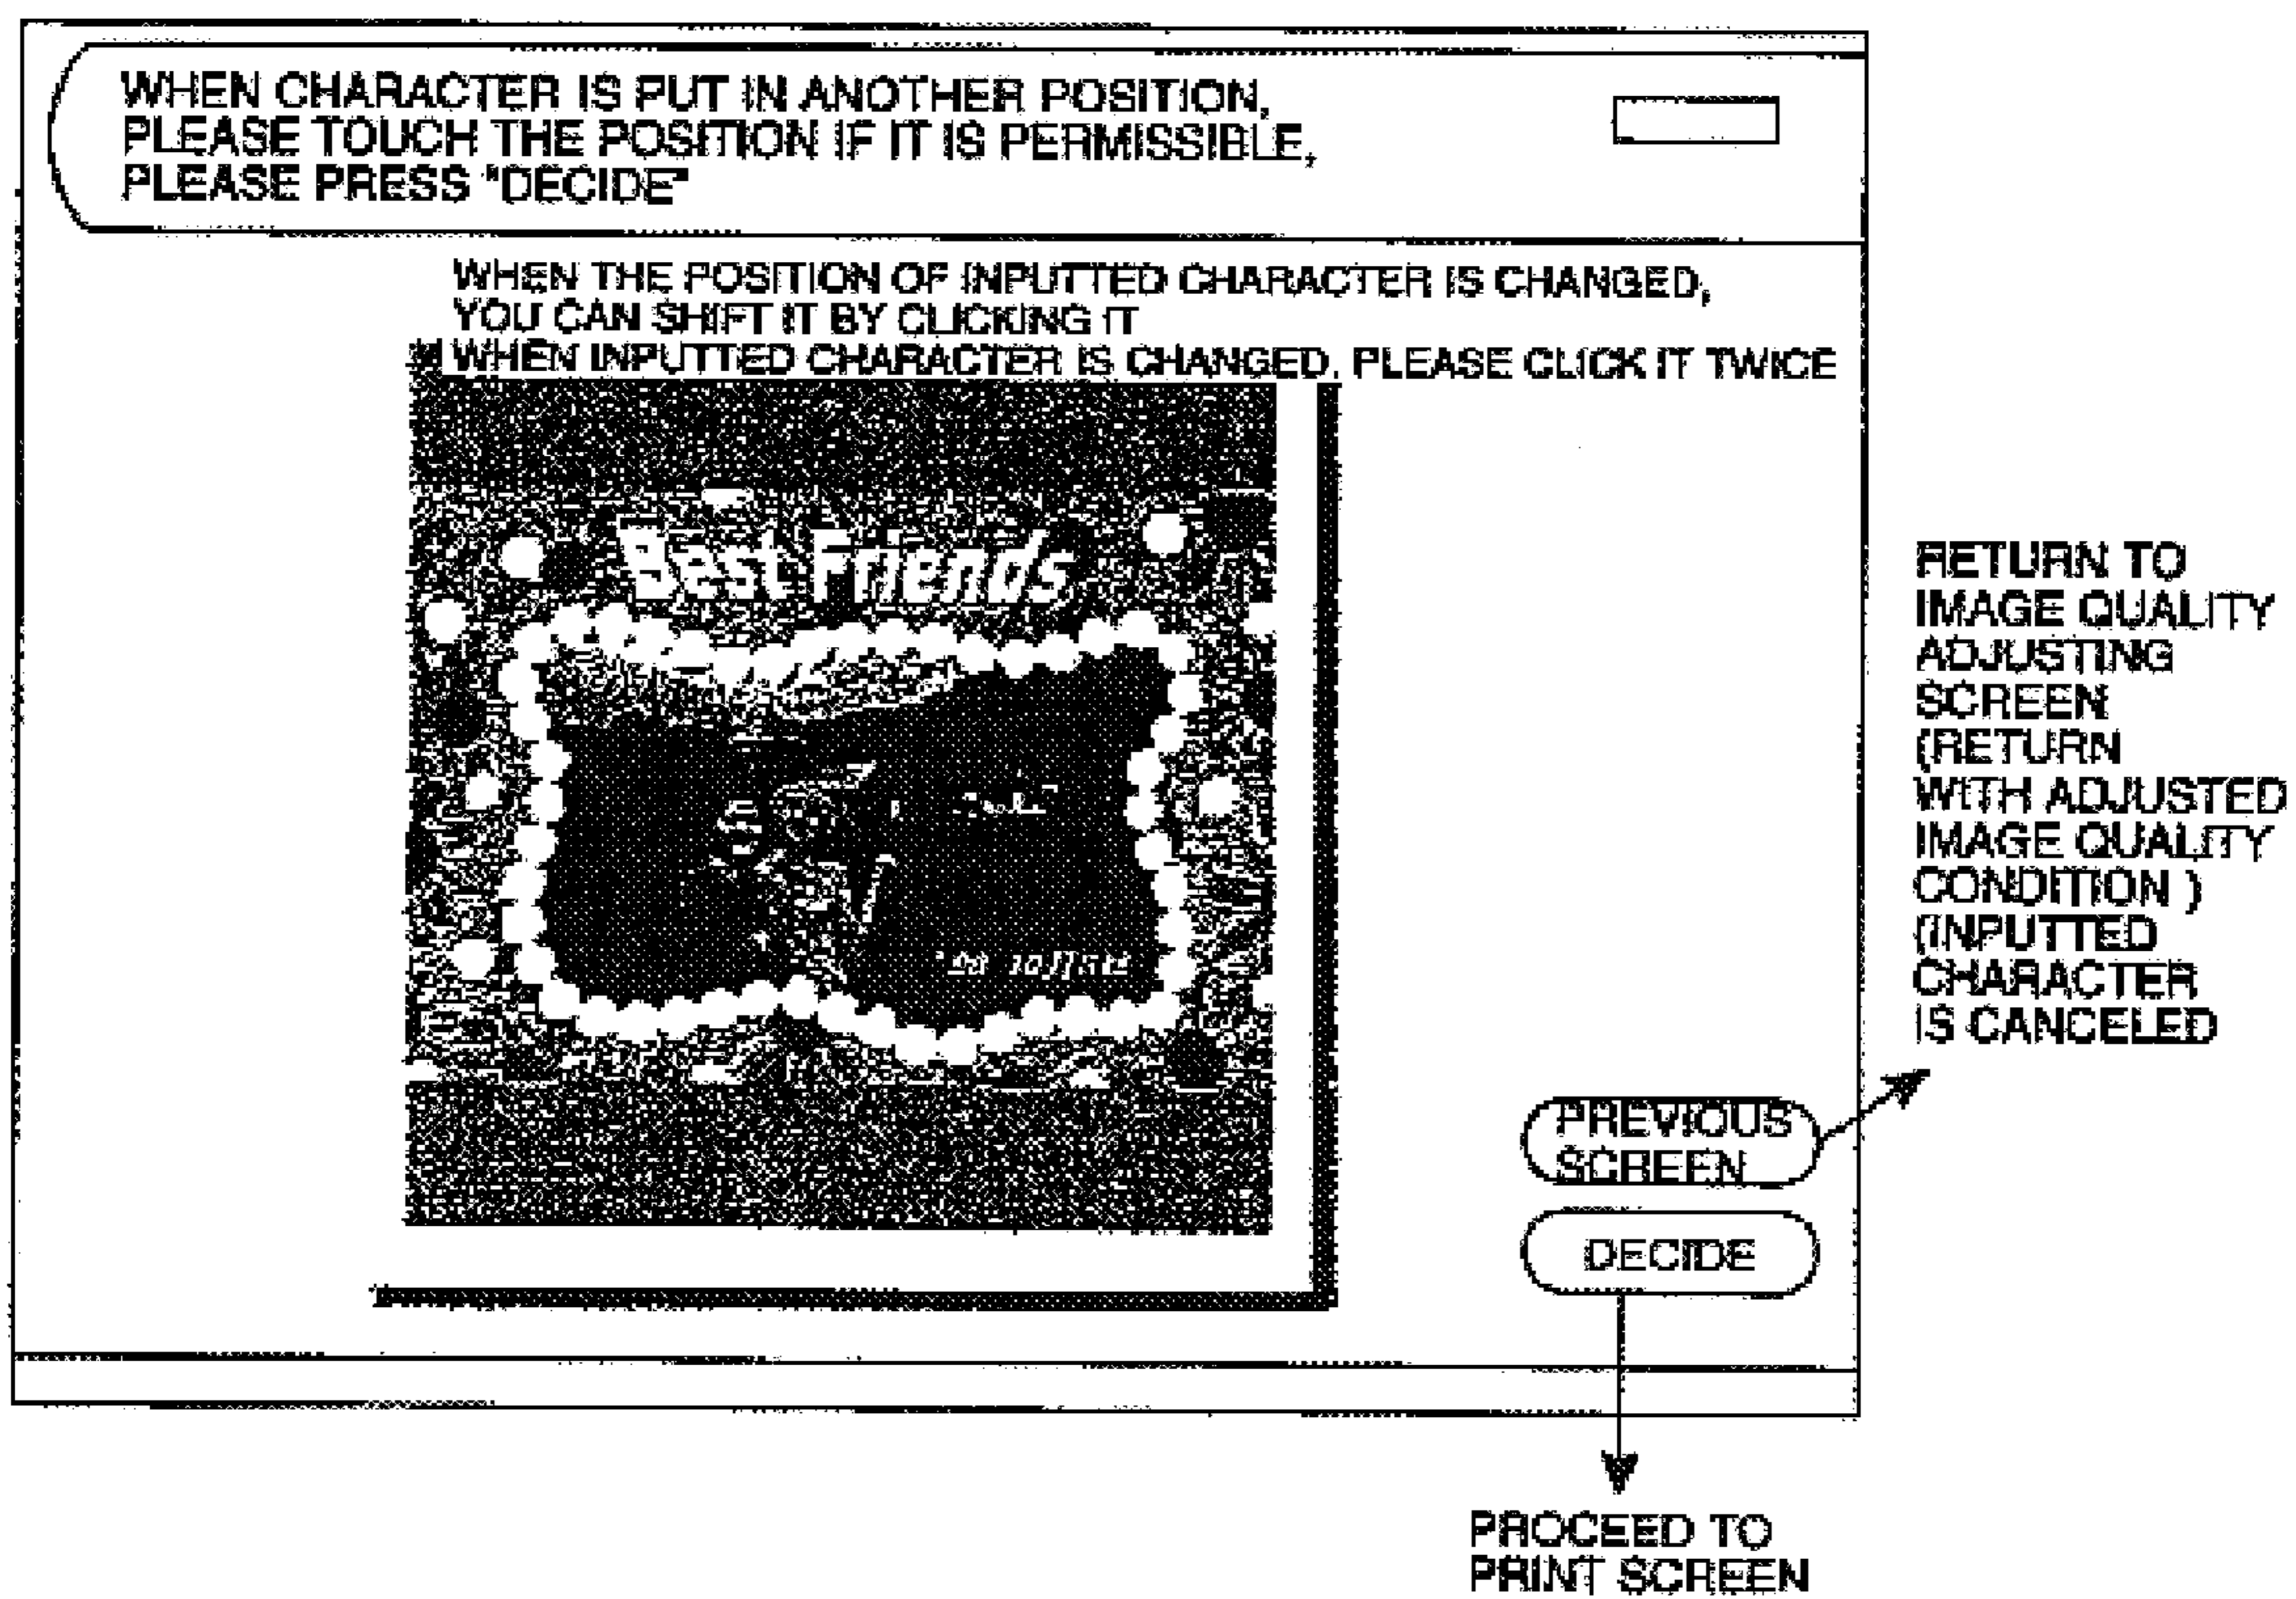 WHEN CHARACTER IS PUT IN ANOTHER POSITION,
PLEASE TOUCH THE POSITION IF IT IS PERMISSIBLE,
PLEASE PRESS "DECIDE"
WHEN THE POSITION OF INPUTTED CHARACTER IS CHANGED,
YOU CAN SHIFT IT BY CLICKING IT
WHEN INPUTTED CHARACTER IS CHANGED. PLEASE CLICK IT TWICE
Best Friends
RETURN TO
IMAGE QUALITY
ADJUSTING
SCREEN
(RETURN
WITH ADJUSTED
IMAGE QUALITY
CONDITION )
(INPUTTED
CHARACTER
IS CANCELED
PREVIOUS
SCREEN
DECIDE
PROCEED TO
PRINT SCREEN